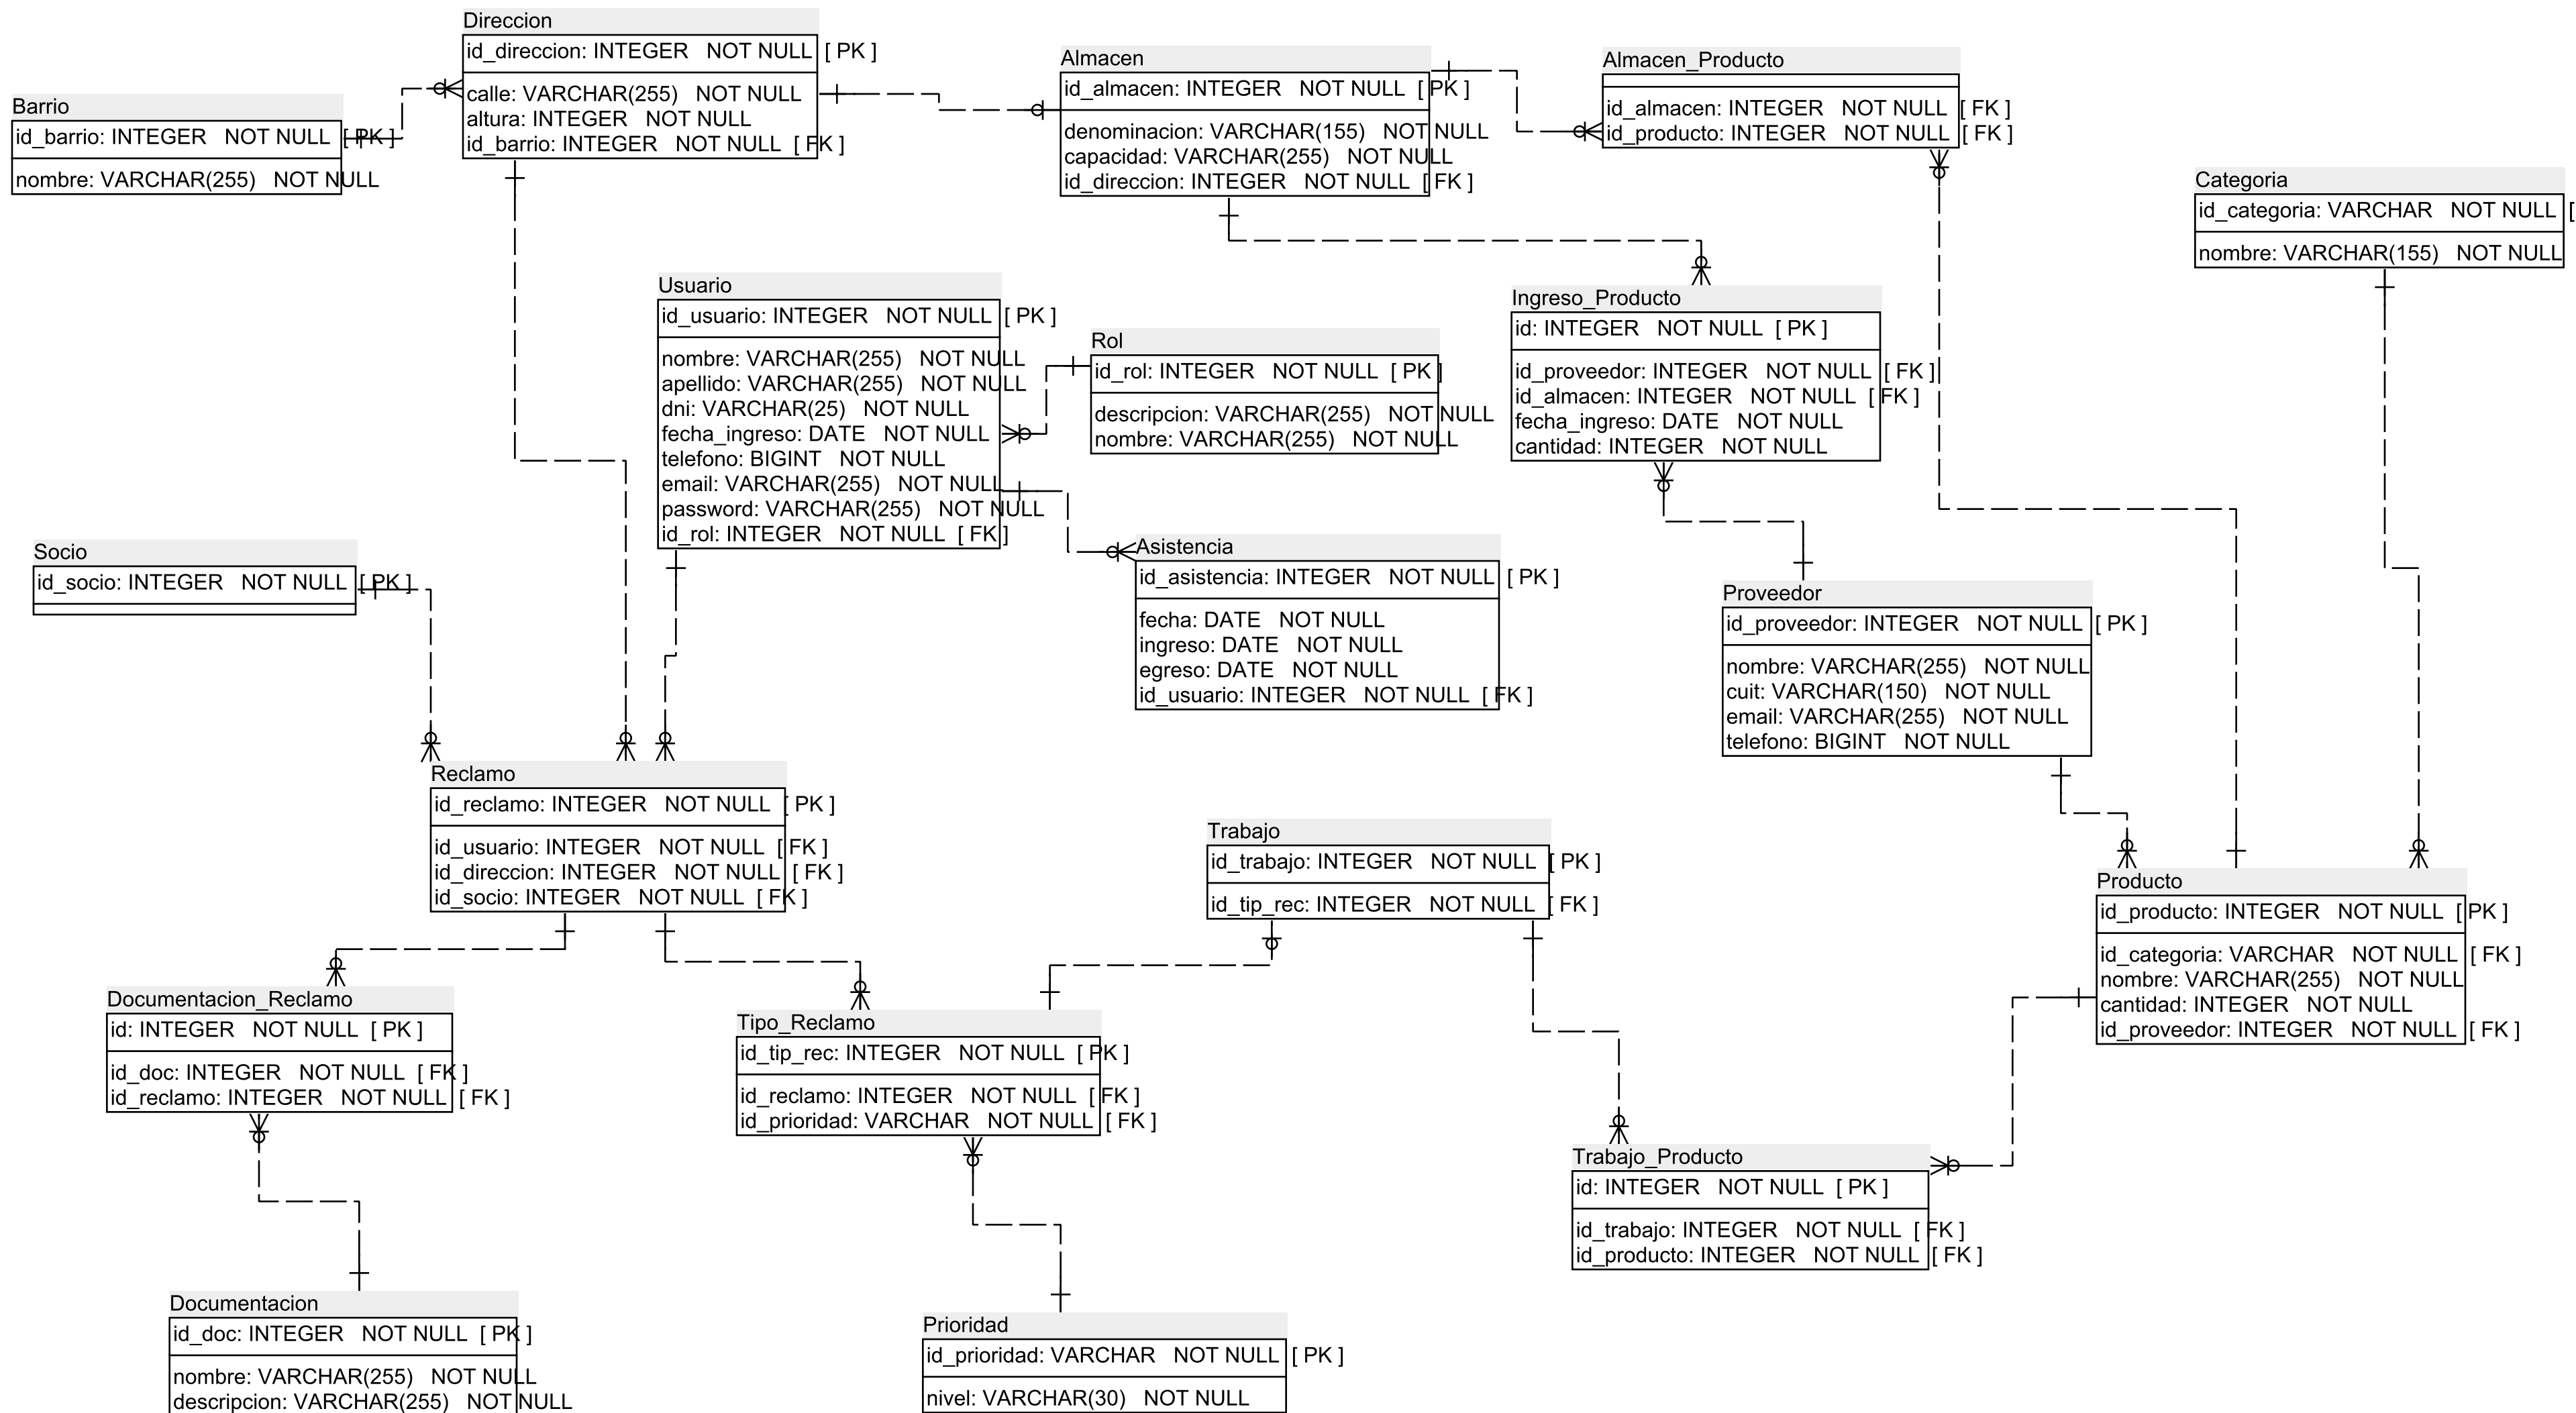 Direccion
id_direccion: INTEGER NOT NULL [ PK ]
calle: VARCHAR(255) NOT NULL
altura: INTEGER NOT NULL
id_barrio: INTEGER NOT NULL [ FK ]
Almacen
id_almacen: INTEGER NOT NULL [ PK ]
denominacion: VARCHAR(155) NOT NULL
capacidad: VARCHAR(255) NOT NULL
id_direccion: INTEGER NOT NULL [ FK ]
Almacen_Producto
id_almacen: INTEGER NOT NULL [ FK ]
id_producto: INTEGER NOT NULL [ FK ]
Barrio
id_barrio: INTEGER NOT NULL [ PK ]
nombre: VARCHAR(255) NOT NULL
Categoria
id_categoria: VARCHAR NOT NULL [
nombre: VARCHAR(155) NOT NULL
Usuario
id_usuario: INTEGER NOT NULL [ PK ]
nombre: VARCHAR(255) NOT NULL
apellido: VARCHAR(255) NOT NULL
dni: VARCHAR(25) NOT NULL
fecha_ingreso: DATE NOT NULL
telefono: BIGINT NOT NULL
email: VARCHAR(255) NOT NULL
password: VARCHAR(255) NOT NULL
id_rol: INTEGER NOT NULL [ FK ]
Rol
id_rol: INTEGER NOT NULL [ PK ]
descripcion: VARCHAR(255) NOT NULL
nombre: VARCHAR(255) NOT NULL
Ingreso_Producto
id: INTEGER NOT NULL [ PK ]
id_proveedor: INTEGER NOT NULL [ FK ]
id_almacen: INTEGER NOT NULL [ FK ]
fecha_ingreso: DATE NOT NULL
cantidad: INTEGER NOT NULL
Socio
id_socio: INTEGER NOT NULL [ PK ]
Asistencia
id_asistencia: INTEGER NOT NULL [ PK ]
fecha: DATE NOT NULL
ingreso: DATE NOT NULL
egreso: DATE NOT NULL
id_usuario: INTEGER NOT NULL [ FK ]
Proveedor
id_proveedor: INTEGER NOT NULL [ PK ]
nombre: VARCHAR(255) NOT NULL
cuit: VARCHAR(150) NOT NULL
email: VARCHAR(255) NOT NULL
telefono: BIGINT NOT NULL
Reclamo
id_reclamo: INTEGER NOT NULL [ PK ]
id_usuario: INTEGER NOT NULL [ FK ]
id_direccion: INTEGER NOT NULL [ FK ]
id_socio: INTEGER NOT NULL [ FK ]
Trabajo
id_trabajo: INTEGER NOT NULL [ PK ]
id_tip_rec: INTEGER NOT NULL [ FK ]
Producto
id_producto: INTEGER NOT NULL [ PK ]
id_categoria: VARCHAR NOT NULL [ FK ]
nombre: VARCHAR(255) NOT NULL
cantidad: INTEGER NOT NULL
id_proveedor: INTEGER NOT NULL [ FK ]
Documentacion_Reclamo
id: INTEGER NOT NULL [ PK ]
id_doc: INTEGER NOT NULL [ FK ]
id_reclamo: INTEGER NOT NULL [ FK ]
Tipo_Reclamo
id_tip_rec: INTEGER NOT NULL [ PK ]
id_reclamo: INTEGER NOT NULL [ FK ]
id_prioridad: VARCHAR NOT NULL [ FK ]
Trabajo_Producto
id: INTEGER NOT NULL [ PK ]
id_trabajo: INTEGER NOT NULL [ FK ]
id_producto: INTEGER NOT NULL [ FK ]
Documentacion
id_doc: INTEGER NOT NULL [ PK ]
nombre: VARCHAR(255) NOT NULL
descripcion: VARCHAR(255) NOT NULL
Prioridad
id_prioridad: VARCHAR NOT NULL [ PK ]
nivel: VARCHAR(30) NOT NULL